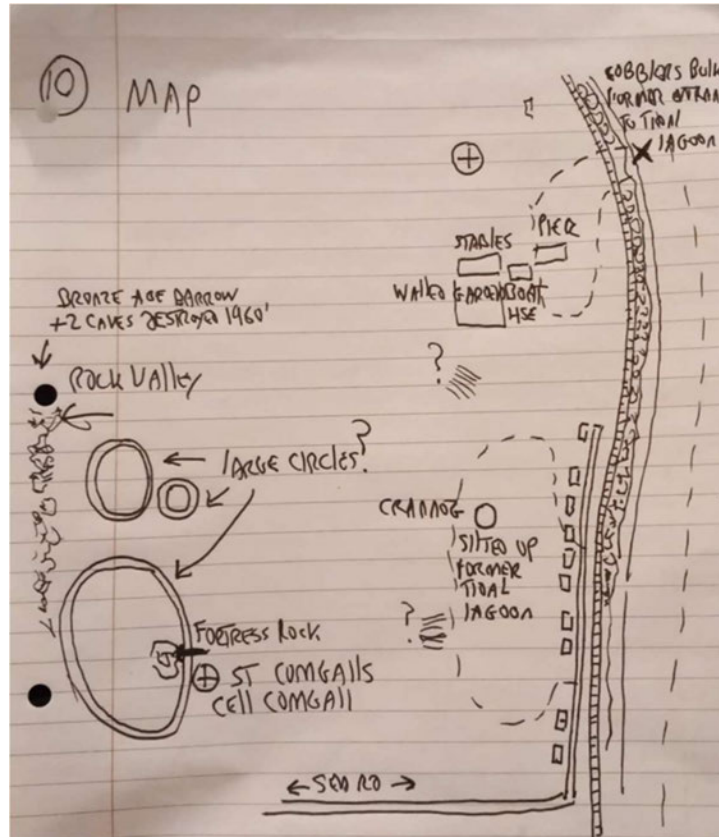 10 MAP
COBBLERS BULK
FORMER ENTRAN
TO TIDAL
LAGOON
PIER
STABLES
WALLED GARDEN BOAT
HSE
BRONZE AGE BARROW
+2 CAVES DESTROYED 1960'
ROCK VALLEY
?
LARGE CIRCLES?
CRANNOG
SILTED UP
FORMER
TIDAL
LAGOON
?
FORTRESS ROCK
ST COMGALLS
CELL COMGALL
← SEA RD →